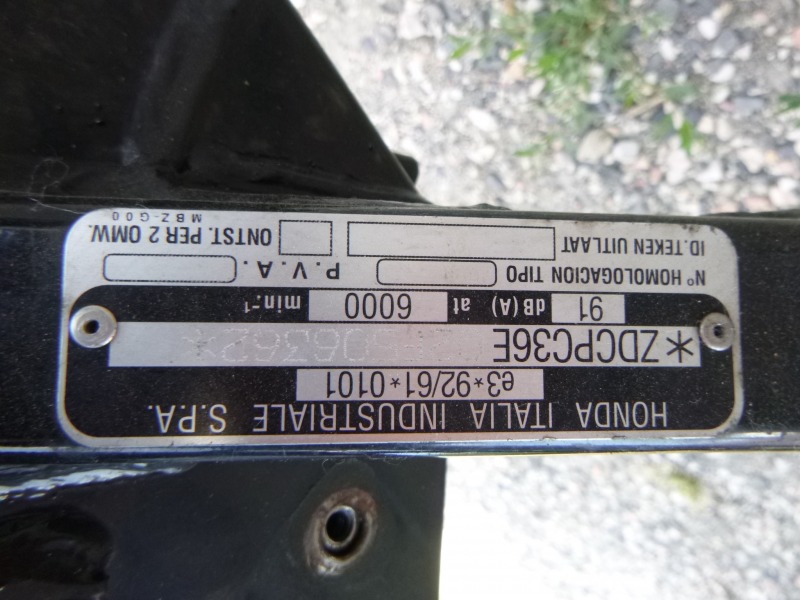 HONDA ITALIA INDUSTRIALE S.P.A.
e3*92/61*0101
*ZDCPC36E
91 dB(A) at 6000 min.-1
Nº HOMOLOGACION TIPO P.V.A.
ID.TEKEN UITLAAT ONTST. PER 2 OMW.
MBZ-G00